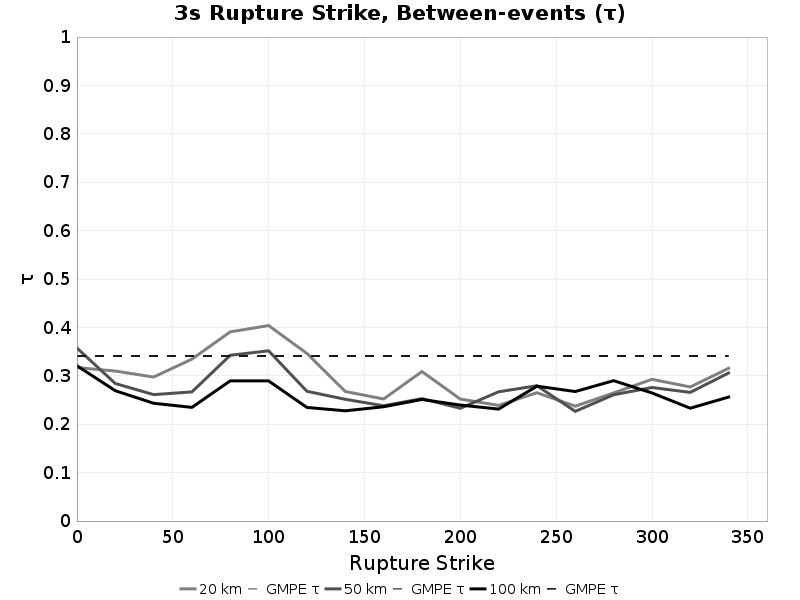 3s Rupture Strike, Between-events (τ)
1
0.9
0.8
0.7
0.6
0.5
0.4
0.3
0.2
0.1
0
τ
0 50 100 150 200 250 300 350
Rupture Strike
20 km GMPE τ 50 km GMPE τ 100 km GMPE τ